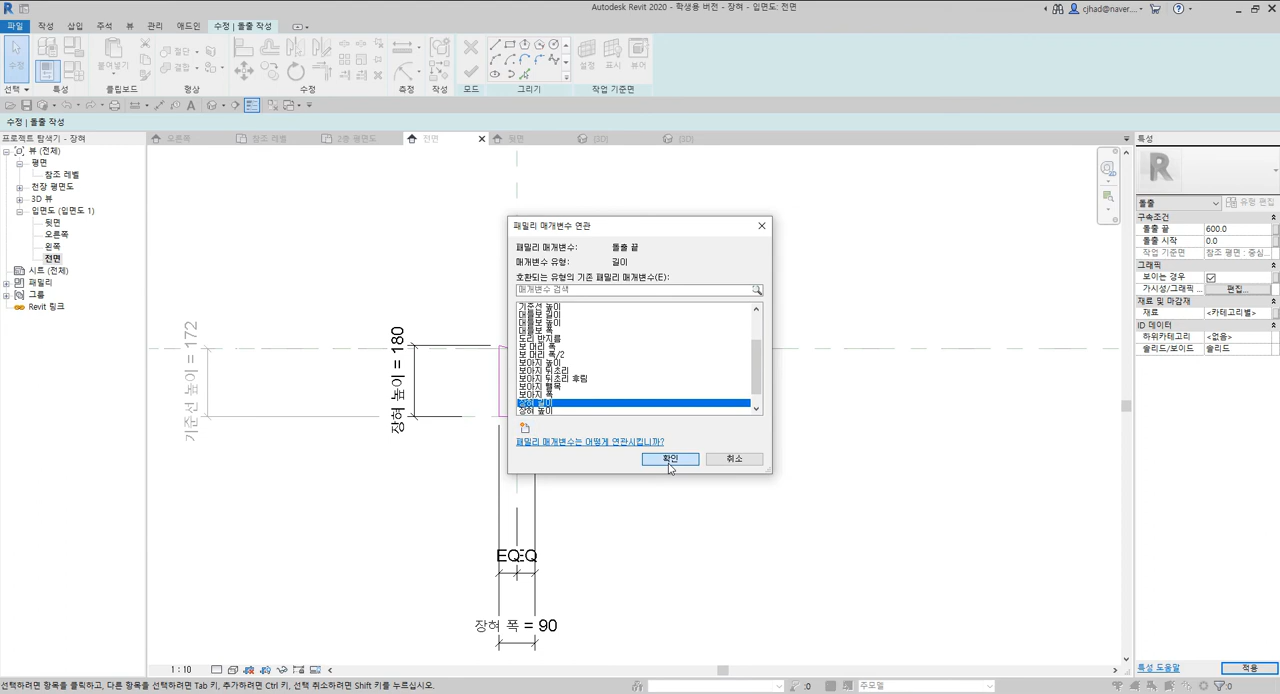 Autodesk Revit 2020 - 학생용 버전 - 장혀 - 입면도: 전면
cjhad@naver....
파일 작성 삽입 주석 뷰 관리 애드인 수정 | 돌출 작성
수정 붙여넣기 절단 결합 설정 표시 뷰어
선택 특성 클립보드 형상 수정 측정 작성 모드 그리기 작업 기준면
수정 | 돌출 작성
프로젝트 탐색기 - 장혀
오른쪽 참조 레벨 2층 평면도 전면 뒷면 {3D} {3D}
뷰 (전체)
평면
참조 레벨
천장 평면도
3D 뷰
입면도 (입면도 1)
뒷면
오른쪽
왼쪽
전면
시트 (전체)
패밀리
그룹
Revit 링크
기준선 높이 = 172
장혀 높이 = 180
EQ EQ
장혀 폭 = 90
패밀리 매개변수 연관
패밀리 매개변수: 돌출 끝
매개변수 유형: 길이
호환되는 유형의 기존 패밀리 매개변수(E):
매개변수 검색
기준선 높이
대들보 길이
대들보 높이
대들보 폭
도리 반지름
보 머리 폭
보 머리 폭/2
보아지 높이
보아지 뒤초리
보아지 뒤초리 후림
보아지 뺄목
보아지 폭
장혀 길이
장혀 높이
패밀리 매개변수는 어떻게 연관시킵니까?
확인 취소
특성
R
돌출 유형 편집
구속조건
돌출 끝 600.0
돌출 시작 0.0
작업 기준면 참조 평면 : 중심...
그래픽
보이는 경우
가시성/그래픽 ... 편집...
재료 및 마감재
재료 <카테고리별>
ID 데이터
하위카테고리 <없음>
솔리드/보이드 솔리드
특성 도움말 적용
1 : 10
선택하려면 항목을 클릭하고, 다른 항목을 선택하려면 Tab 키, 추가하려면 Ctrl 키, 선택 취소하려면 Shift 키를 누르십시오.
:0 주모델 :0